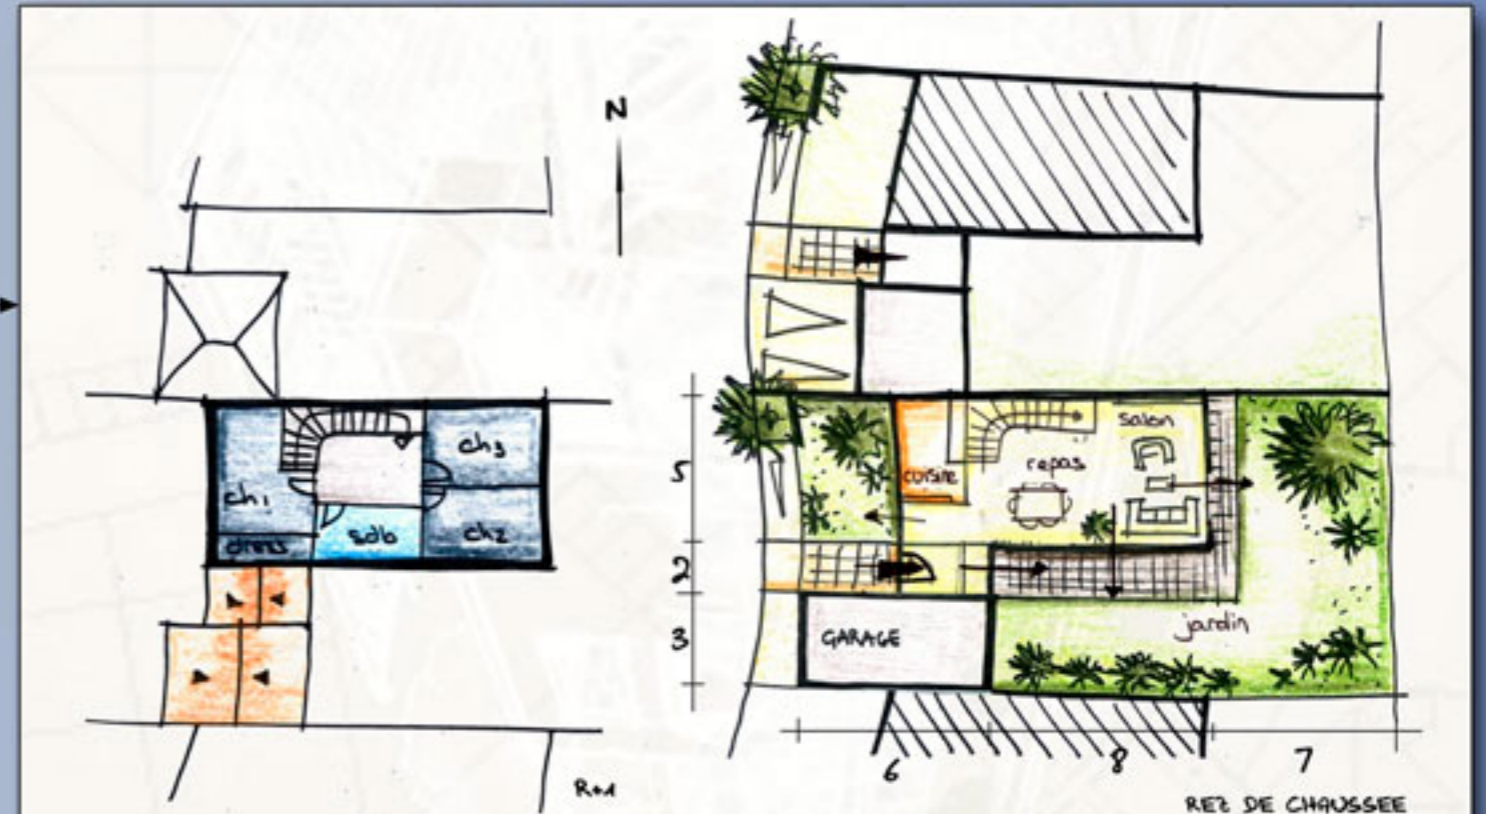 N
ch3
ch1
sdb
ch2
dress
R+1
salon
repas
cuisine
5
2
jardin
3
GARAGE
6
8
7
REZ DE CHAUSSEE